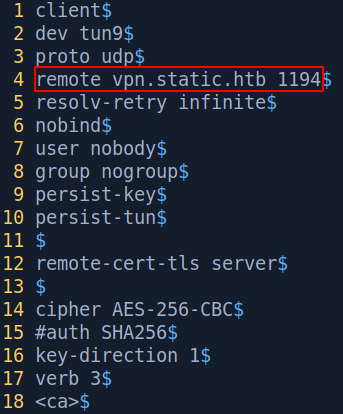 1 client$
2 dev tun9$
3 proto udp$
4 remote vpn.static.htb 1194$
5 resolv-retry infinite$
6 nobind$
7 user nobody$
8 group nogroup$
9 persist-key$
10 persist-tun$
11 $
12 remote-cert-tls server$
13 $
14 cipher AES-256-CBC$
15 #auth SHA256$
16 key-direction 1$
17 verb 3$
18 <ca>$